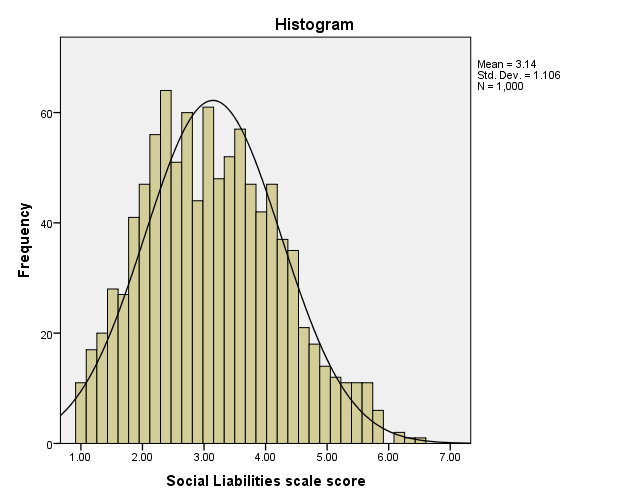 Histogram
Mean = 3.14
Std. Dev. = 1.106
N = 1,000
Frequency
60
40
20
0
1.00 2.00 3.00 4.00 5.00 6.00 7.00
Social Liabilities scale score